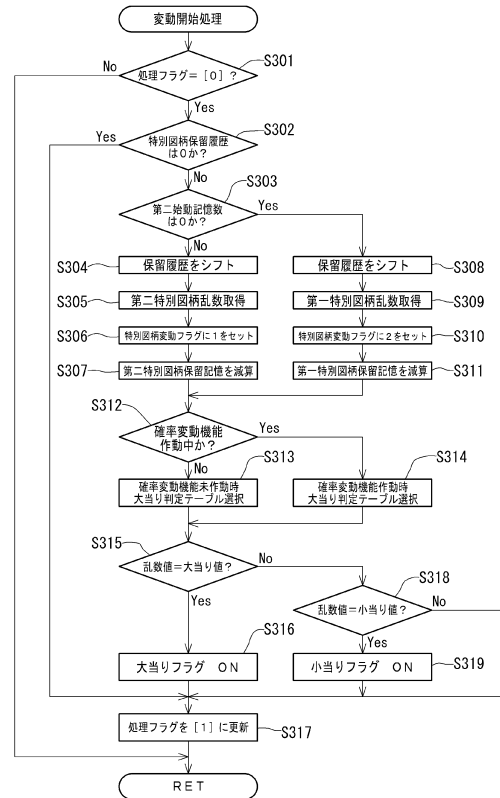 変動開始処理
S301
No
処理フラグ=［０］？
Yes
S302
Yes
特別図柄保留履歴
は０か？
No
S303
第二始動記憶数
は０か？
Yes
No
S304
保留履歴をシフト
保留履歴をシフト
S308
S305
第二特別図柄乱数取得
第一特別図柄乱数取得
S309
S306
特別図柄変動フラグに１をセット
特別図柄変動フラグに２をセット
S310
S307
第二特別図柄保留記憶を減算
第一特別図柄保留記憶を減算
S311
S312
確率変動機能
作動中か？
Yes
No
S313
S314
確率変動機能未作動時
大当り判定テーブル選択
確率変動機能作動時
大当り判定テーブル選択
S315
乱数値=大当り値？
No
Yes
S318
乱数値=小当り値？
No
Yes
S316
大当りフラグ　ＯＮ
小当りフラグ　ＯＮ
S319
処理フラグを［１］に更新
S317
ＲＥＴ